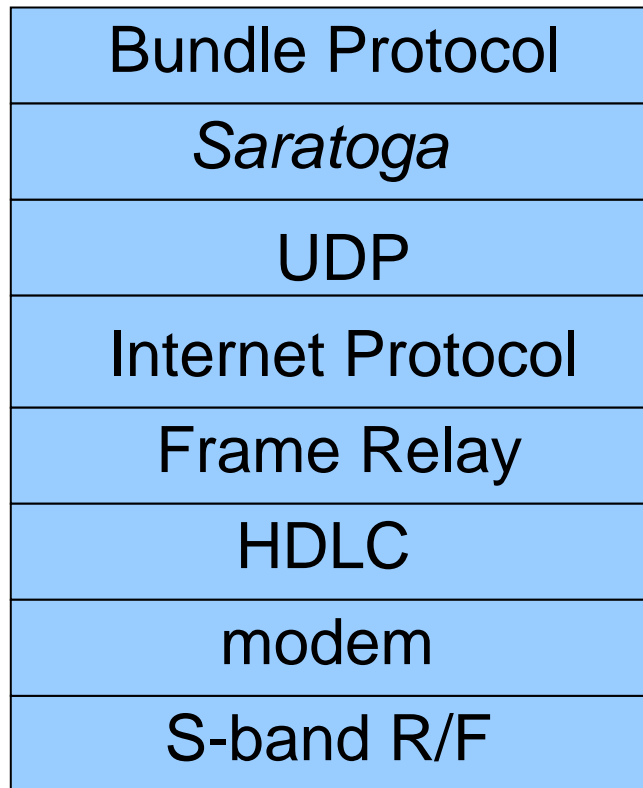 Bundle Protocol
Saratoga
UDP
Internet Protocol
Frame Relay
HDLC
modem
S-band R/F